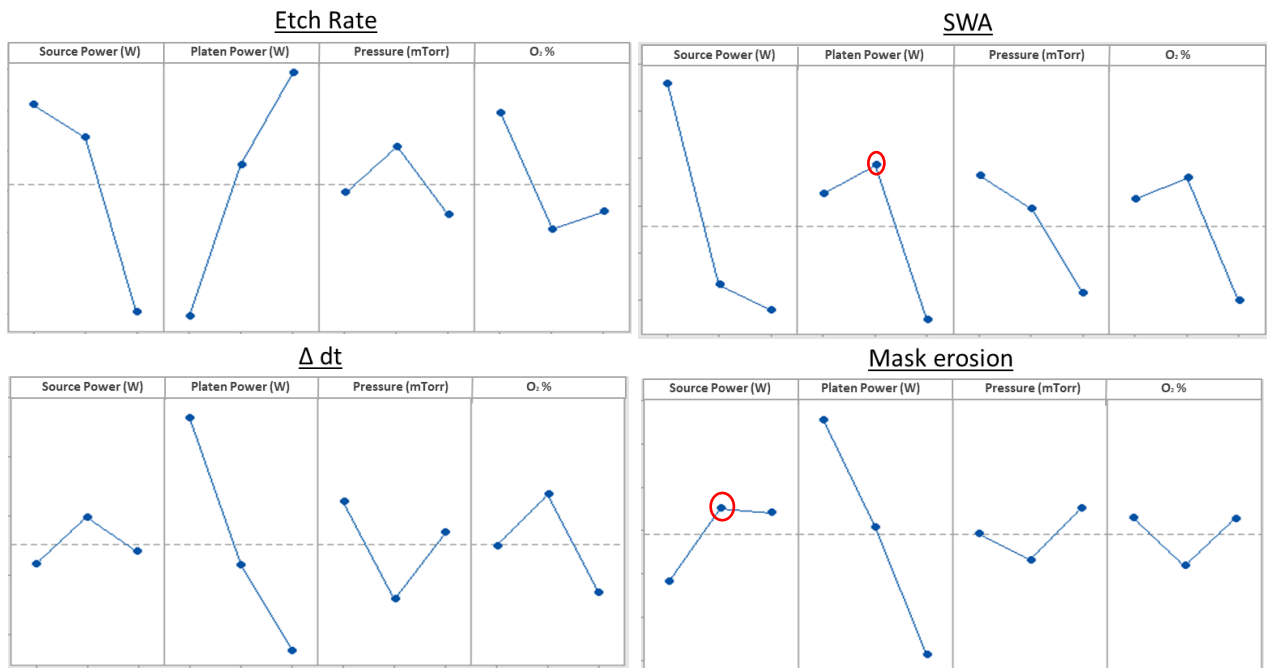 Etch Rate
Source Power (W) Platen Power (W) Pressure (mTorr) O₂ %
SWA
Source Power (W) Platen Power (W) Pressure (mTorr) O₂ %
Δ dt
Source Power (W) Platen Power (W) Pressure (mTorr) O₂ %
Mask erosion
Source Power (W) Platen Power (W) Pressure (mTorr) O₂ %